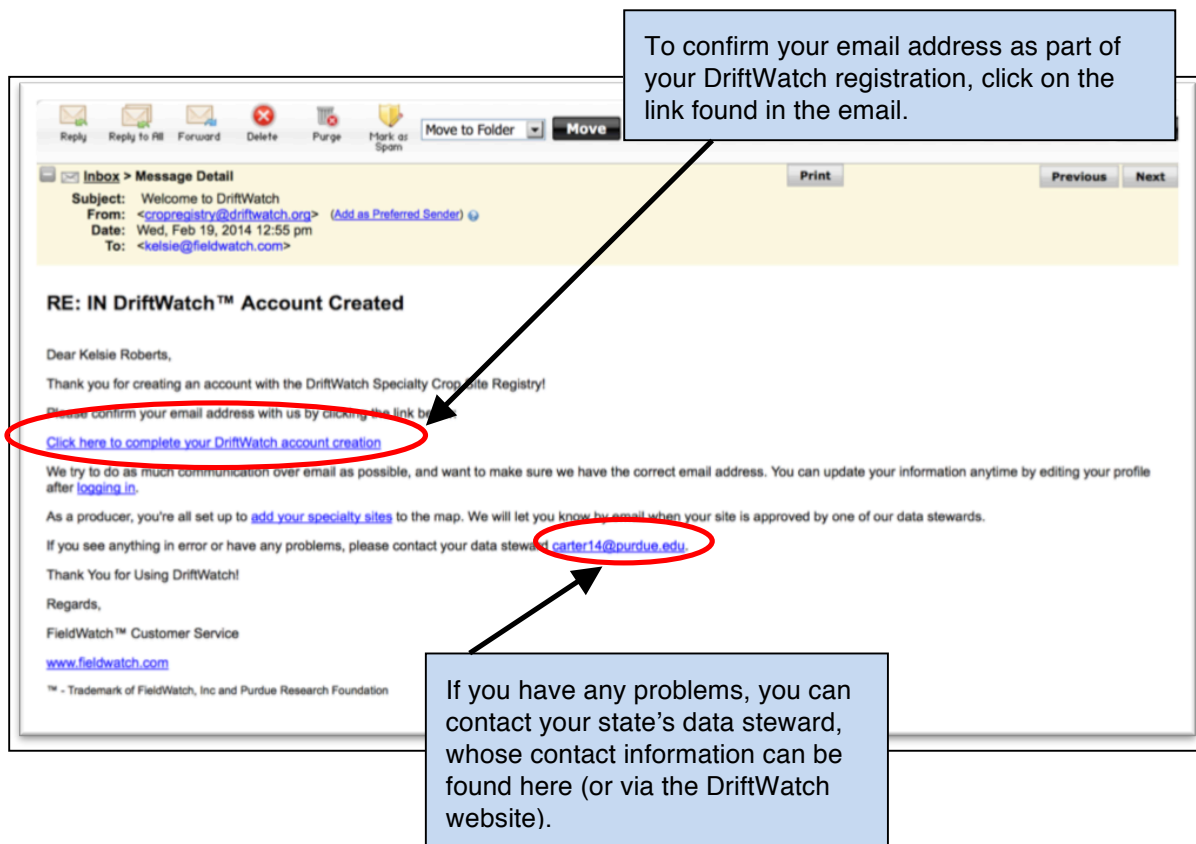 To confirm your email address as part of
your DriftWatch registration, click on the
link found in the email.
Reply Reply to All Forward Delete Purge Mark as Spam Move to Folder Move
Inbox > Message Detail Print Previous Next
Subject: Welcome to DriftWatch
From: <cropregistry@driftwatch.org> (Add as Preferred Sender)
Date: Wed, Feb 19, 2014 12:55 pm
To: <kelsie@fieldwatch.com>
RE: IN DriftWatch™ Account Created
Dear Kelsie Roberts,
Thank you for creating an account with the DriftWatch Specialty Crop Site Registry!
Please confirm your email address with us by clicking the link below:
Click here to complete your DriftWatch account creation
We try to do as much communication over email as possible, and want to make sure we have the correct email address. You can update your information anytime by editing your profile
after logging in.
As a producer, you're all set up to add your specialty sites to the map. We will let you know by email when your site is approved by one of our data stewards.
If you see anything in error or have any problems, please contact your data steward carter14@purdue.edu.
Thank You for Using DriftWatch!
Regards,
FieldWatch™ Customer Service
www.fieldwatch.com
™ - Trademark of FieldWatch, Inc and Purdue Research Foundation
If you have any problems, you can
contact your state’s data steward,
whose contact information can be
found here (or via the DriftWatch
website).